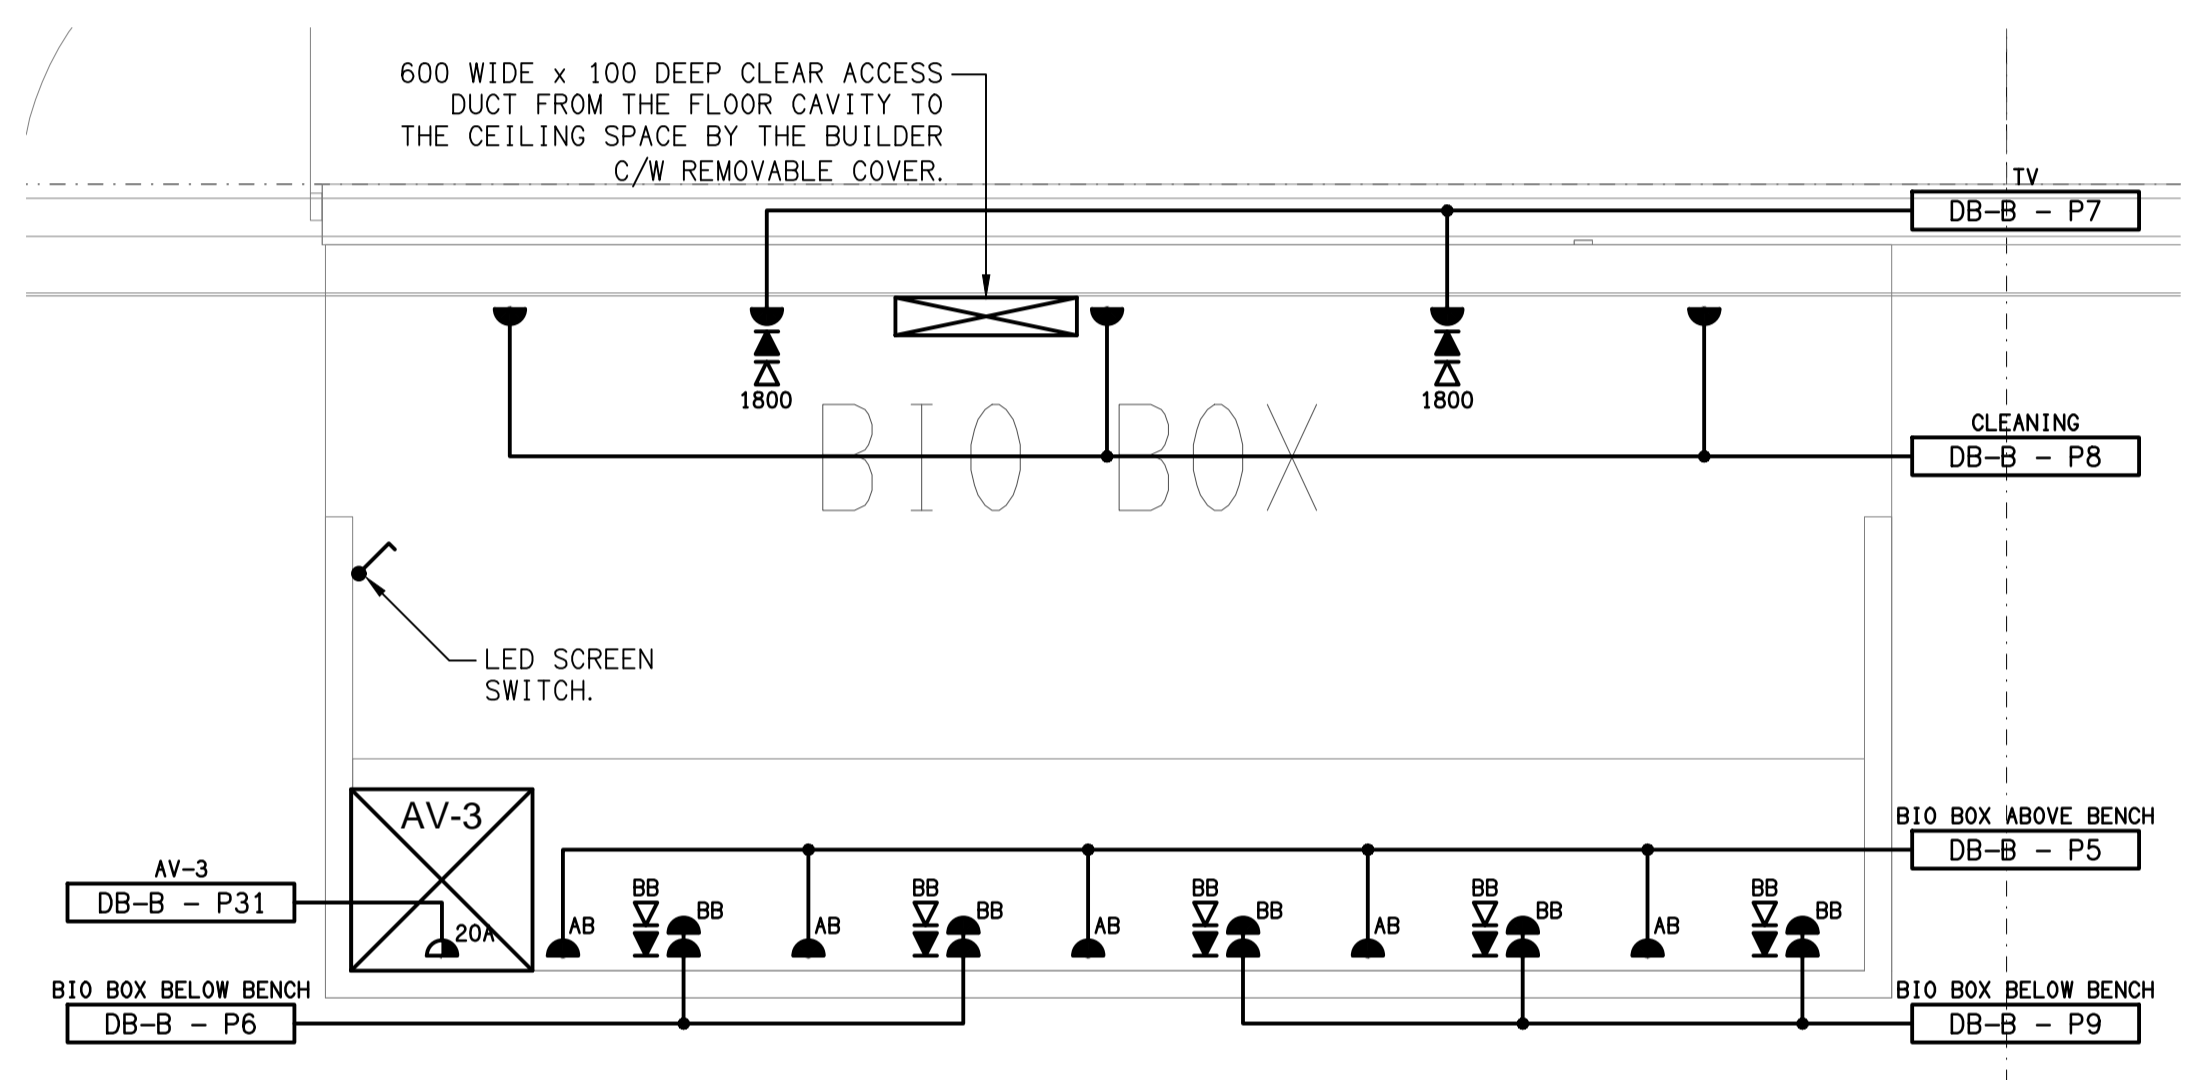 600 WIDE x 100 DEEP CLEAR ACCESS
DUCT FROM THE FLOOR CAVITY TO
THE CEILING SPACE BY THE BUILDER
C/W REMOVABLE COVER.
TV
DB-B - P7
1800
1800
BIO BOX
CLEANING
DB-B - P8
LED SCREEN
SWITCH.
AV-3
BIO BOX ABOVE BENCH
DB-B - P5
AV-3
DB-B - P31
20A
AB
BB
BB
AB
BB
BB
AB
BB
BB
AB
BB
BB
AB
BB
BB
BIO BOX BELOW BENCH
DB-B - P6
BIO BOX BELOW BENCH
DB-B - P9